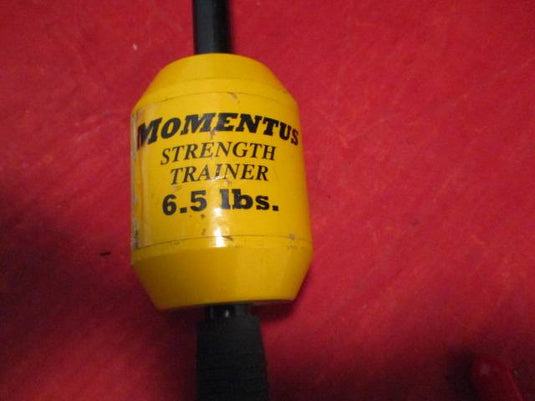 MOMENTUS
STRENGTH
TRAINER
6.5 lbs.